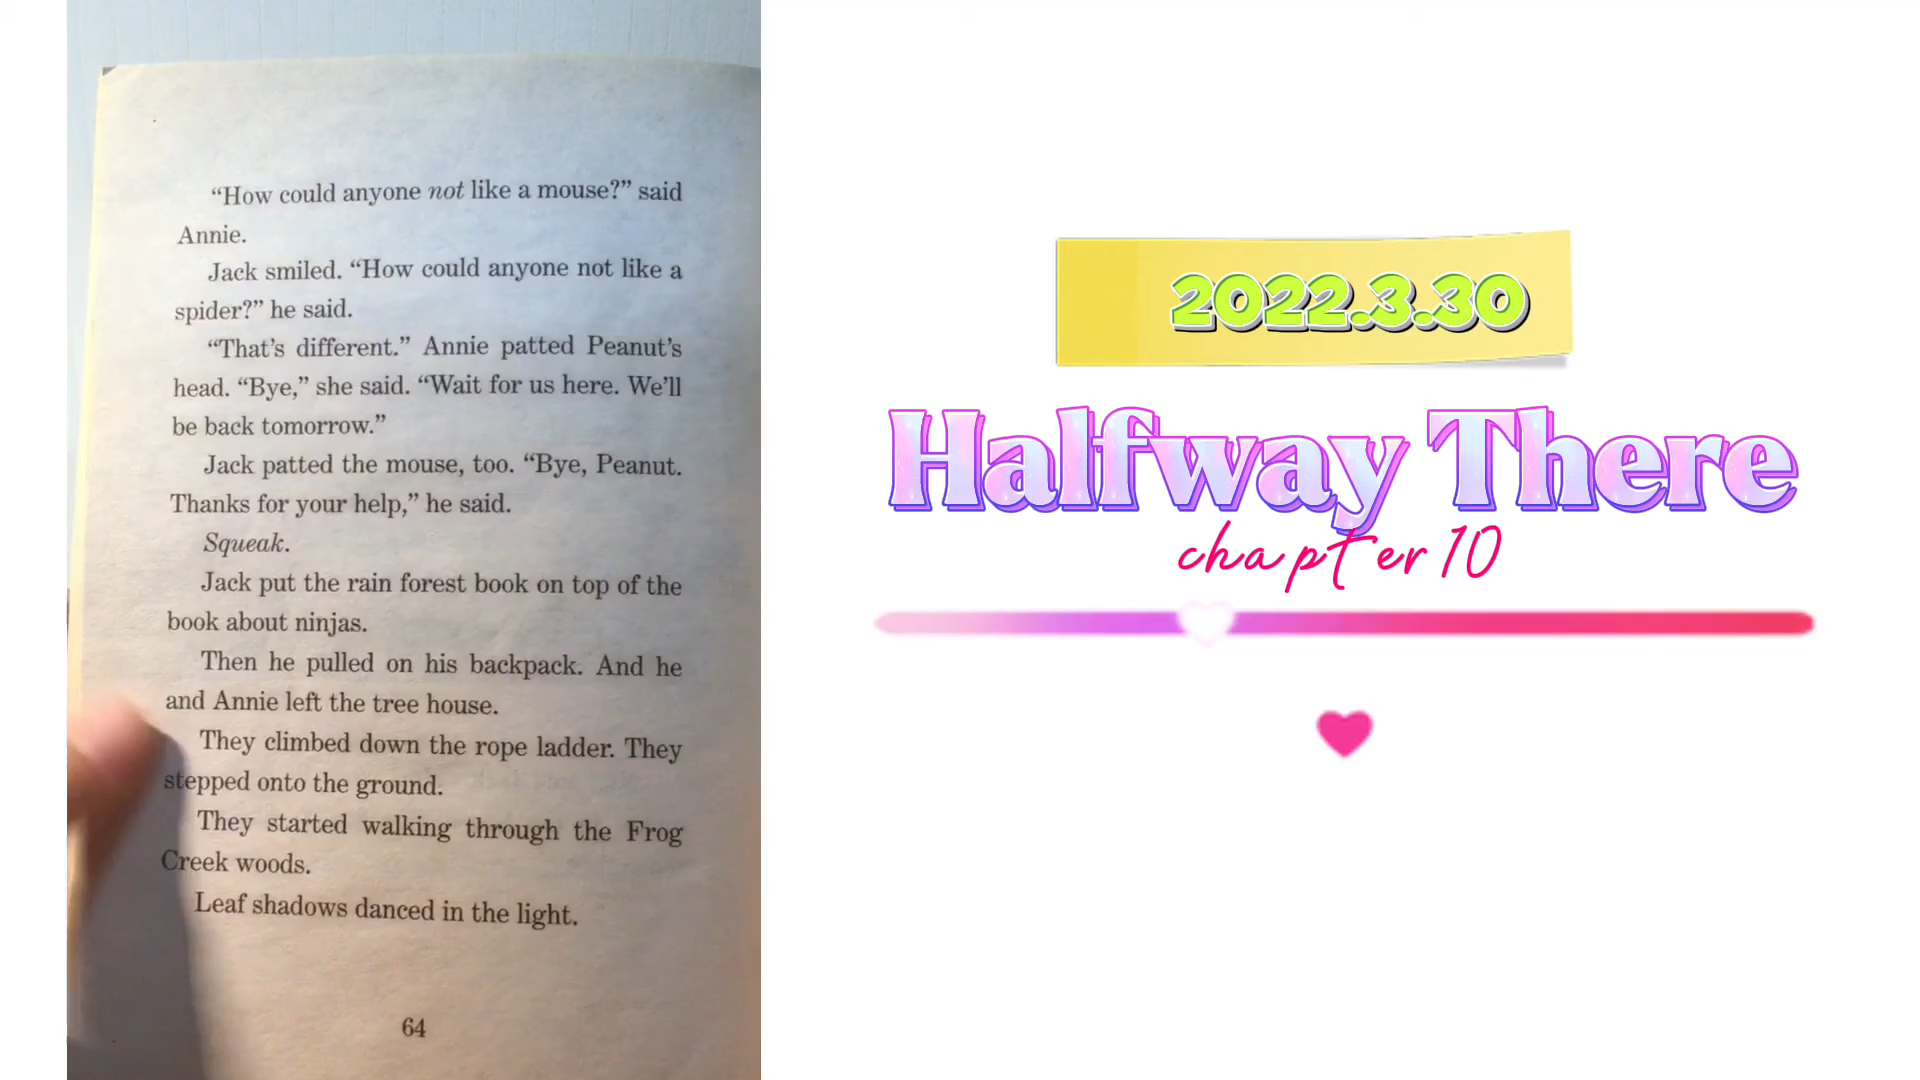 “How could anyone not like a mouse?” said
Annie.
Jack smiled. “How could anyone not like a
spider?” he said.
“That’s different.” Annie patted Peanut’s
head. “Bye,” she said. “Wait for us here. We’ll
be back tomorrow.”
Jack patted the mouse, too. “Bye, Peanut.
Thanks for your help,” he said.
Squeak.
Jack put the rain forest book on top of the
book about ninjas.
Then he pulled on his backpack. And he
and Annie left the tree house.
They climbed down the rope ladder. They
stepped onto the ground.
They started walking through the Frog
Creek woods.
Leaf shadows danced in the light.
64
2022.3.30
Halfway There
chapter 10